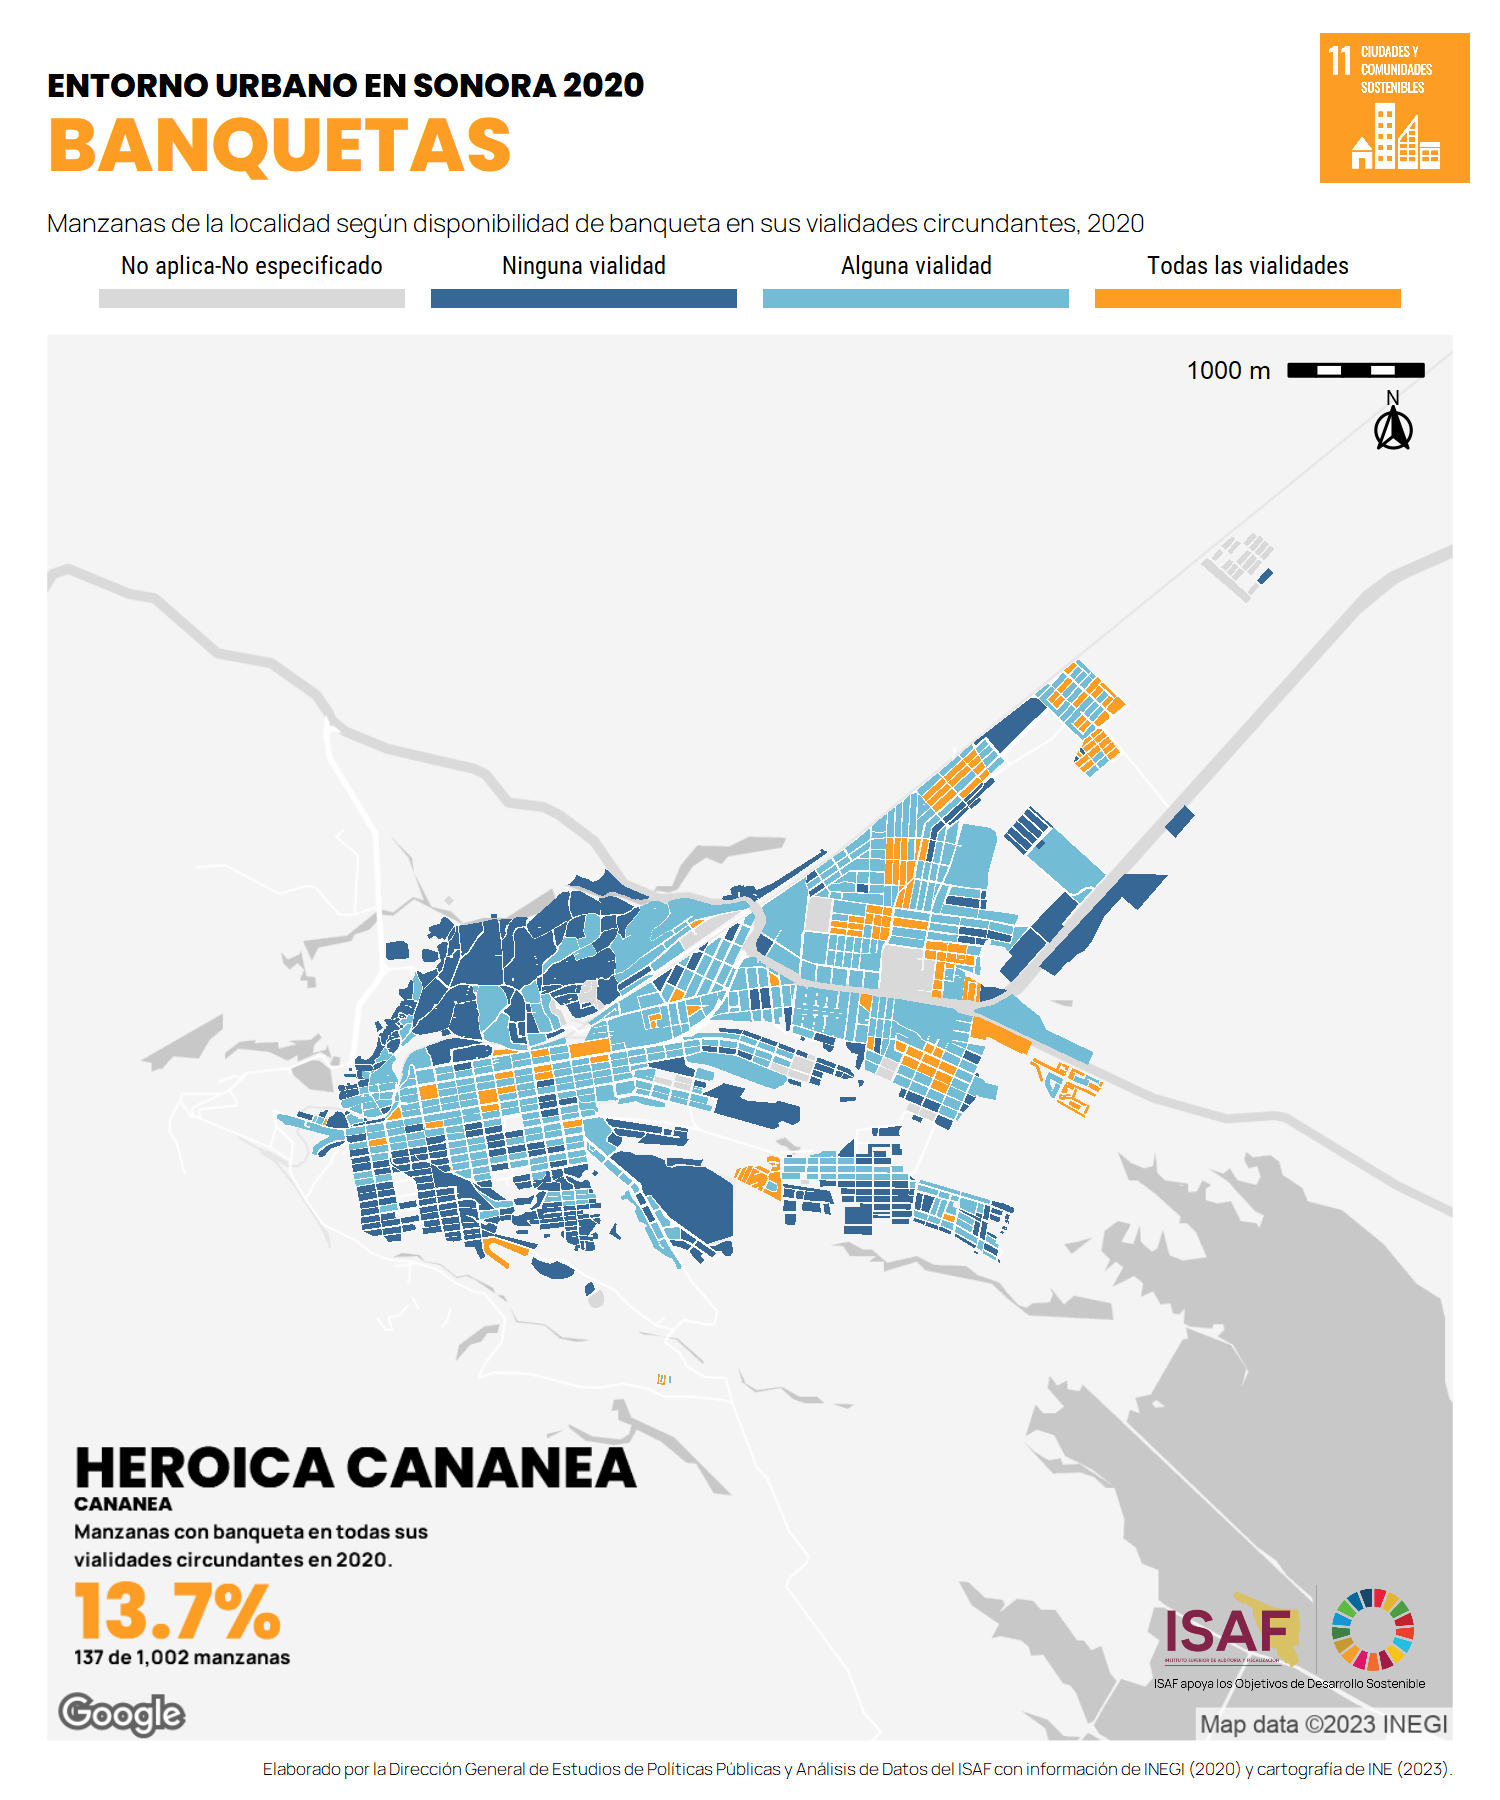 ENTORNO URBANO EN SONORA 2020
BANQUETAS
11 CIUDADES Y
COMUNIDADES
SOSTENIBLES
Manzanas de la localidad según disponibilidad de banqueta en sus vialidades circundantes, 2020
No aplica-No especificado
Ninguna vialidad
Alguna vialidad
Todas las vialidades
1000 m
N
HEROICA CANANEA
CANANEA
Manzanas con banqueta en todas sus
vialidades circundantes en 2020.
13.7%
137 de 1,002 manzanas
Google
ISAF
INSTITUTO SUPERIOR DE AUDITORÍA Y FISCALIZACIÓN
ISAF apoya los Objetivos de Desarrollo Sostenible
Map data ©2023 INEGI
Elaborado por la Dirección General de Estudios de Políticas Públicas y Análisis de Datos del ISAF con información de INEGI (2020) y cartografía de INE (2023).